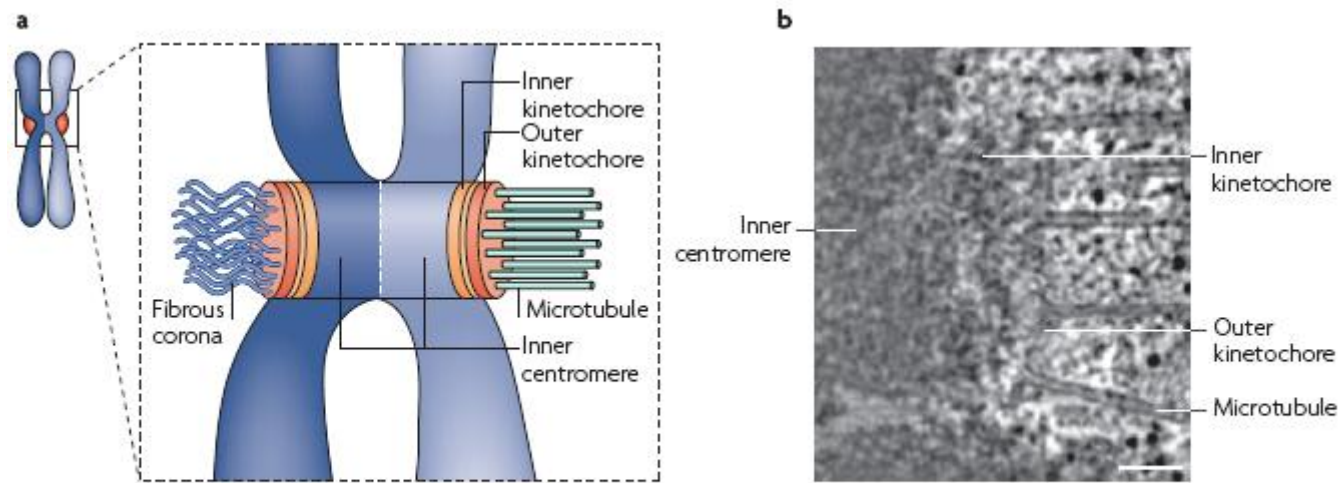 a
Inner
kinetochore
Outer
kinetochore
Fibrous
corona
Microtubule
Inner
centromere
b
Inner
kinetochore
Inner
centromere
Outer
kinetochore
Microtubule